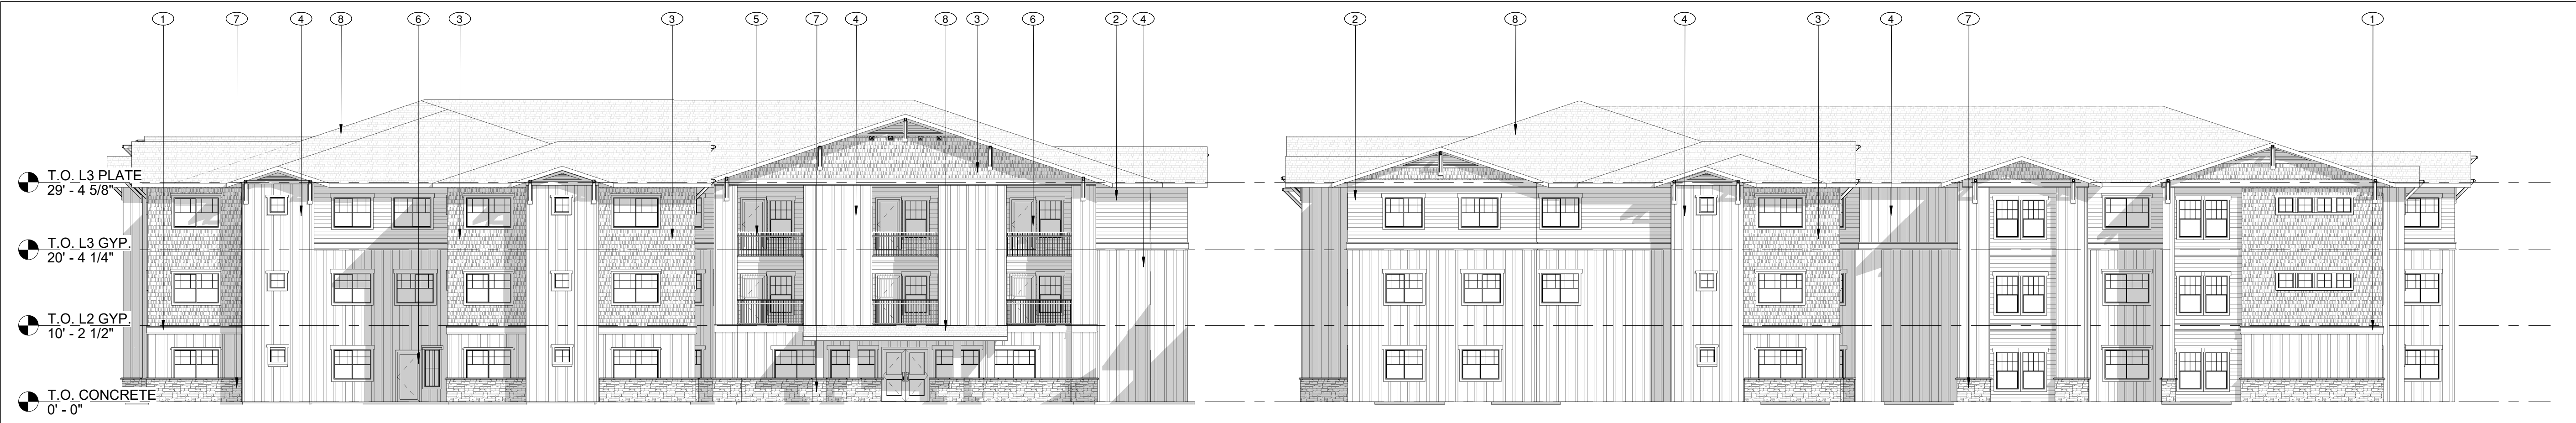 1 7 4 8 6 3 3 5 7 4 8 3 6 2 4 2 8 4 3 4 7 1
T.O. L3 PLATE
29' - 4 5/8"
T.O. L3 GYP.
20' - 4 1/4"
T.O. L2 GYP.
10' - 2 1/2"
T.O. CONCRETE
0' - 0"